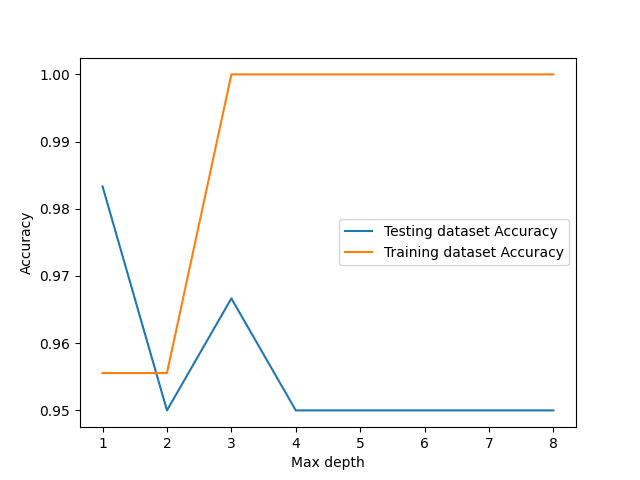 1.00
0.99
0.98
0.97
0.96
0.95
Accuracy
Testing dataset Accuracy
Training dataset Accuracy
1 2 3 4 5 6 7 8
Max depth